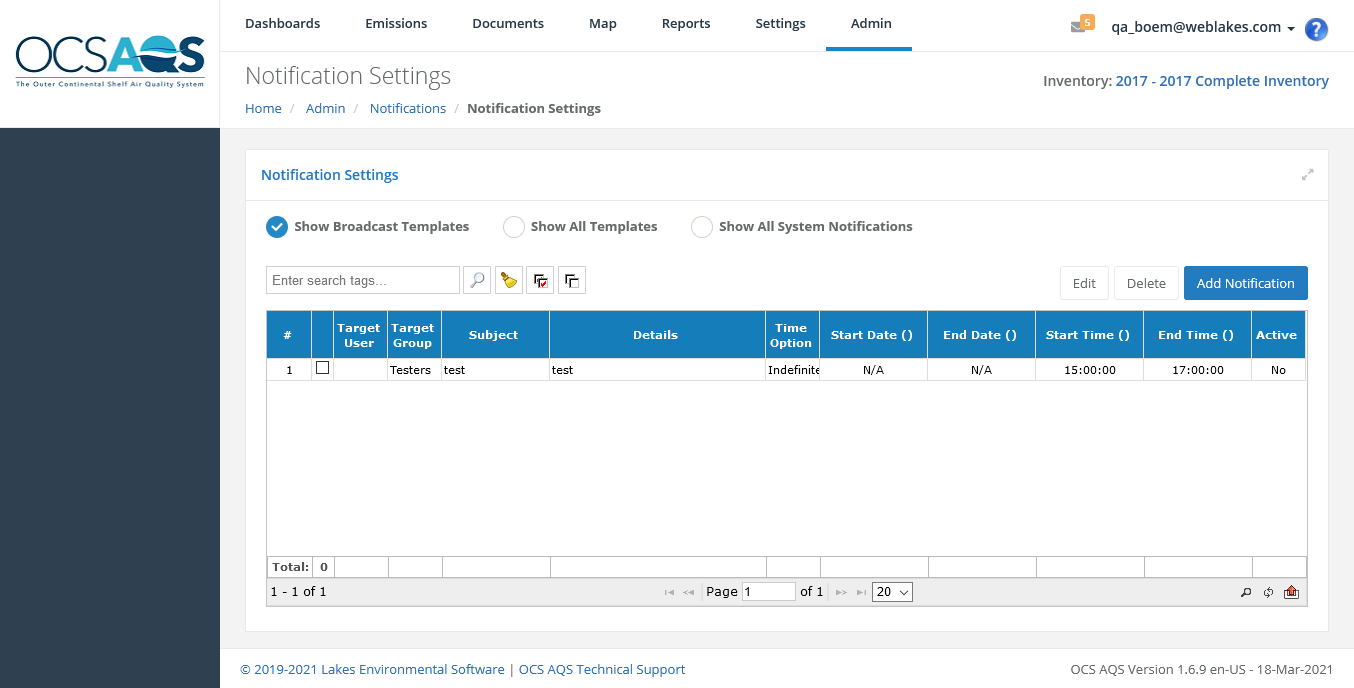 Dashboards Emissions Documents Map Reports Settings Admin 5 qa_boem@weblakes.com ?
OCSAQS
The Outer Continental Shelf Air Quality System
Notification Settings
Inventory: 2017 - 2017 Complete Inventory
Home / Admin / Notifications / Notification Settings
Notification Settings
Show Broadcast Templates Show All Templates Show All System Notifications
Enter search tags... Edit Delete Add Notification
# Target User Target Group Subject Details Time Option Start Date () End Date () Start Time () End Time () Active
1 Testers test test Indefinite N/A N/A 15:00:00 17:00:00 No
Total: 0
1 - 1 of 1 Page 1 of 1 20
© 2019-2021 Lakes Environmental Software | OCS AQS Technical Support OCS AQS Version 1.6.9 en-US - 18-Mar-2021